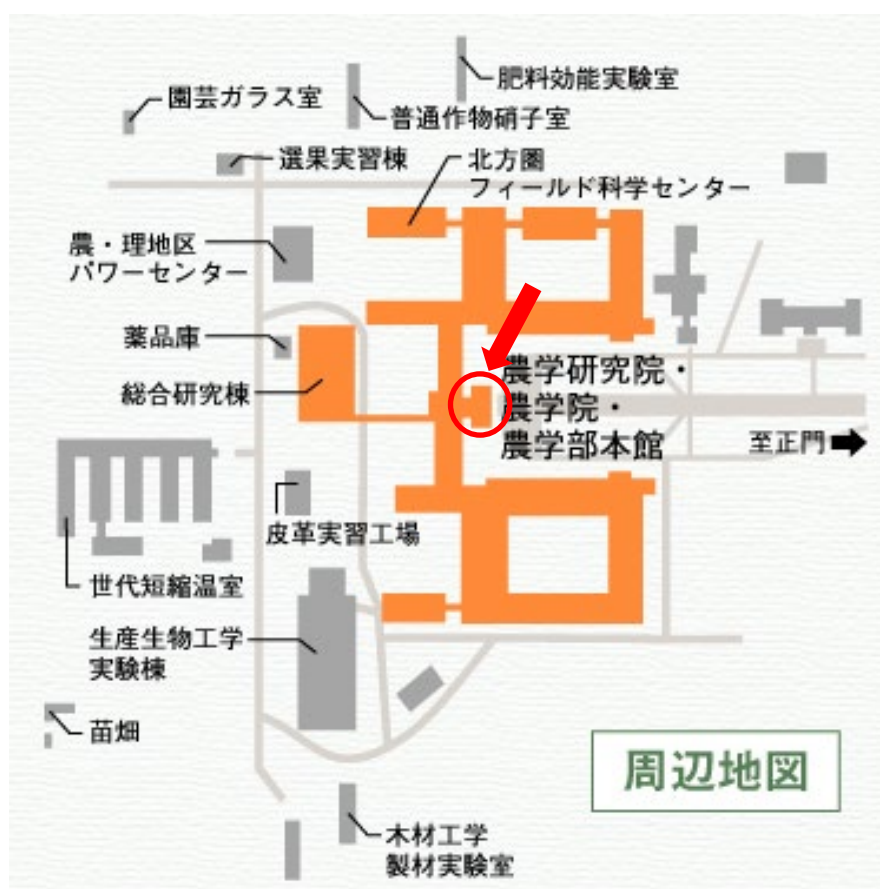 肥料効能実験室
園芸ガラス室
普通作物硝子室
選果実習棟
北方圏
フィールド科学センター
農・理地区
パワーセンター
薬品庫
総合研究棟
農学研究院・
農学院・
農学部本館
至正門
皮革実習工場
世代短縮温室
生産生物工学
実験棟
苗畑
周辺地図
木材工学
製材実験室